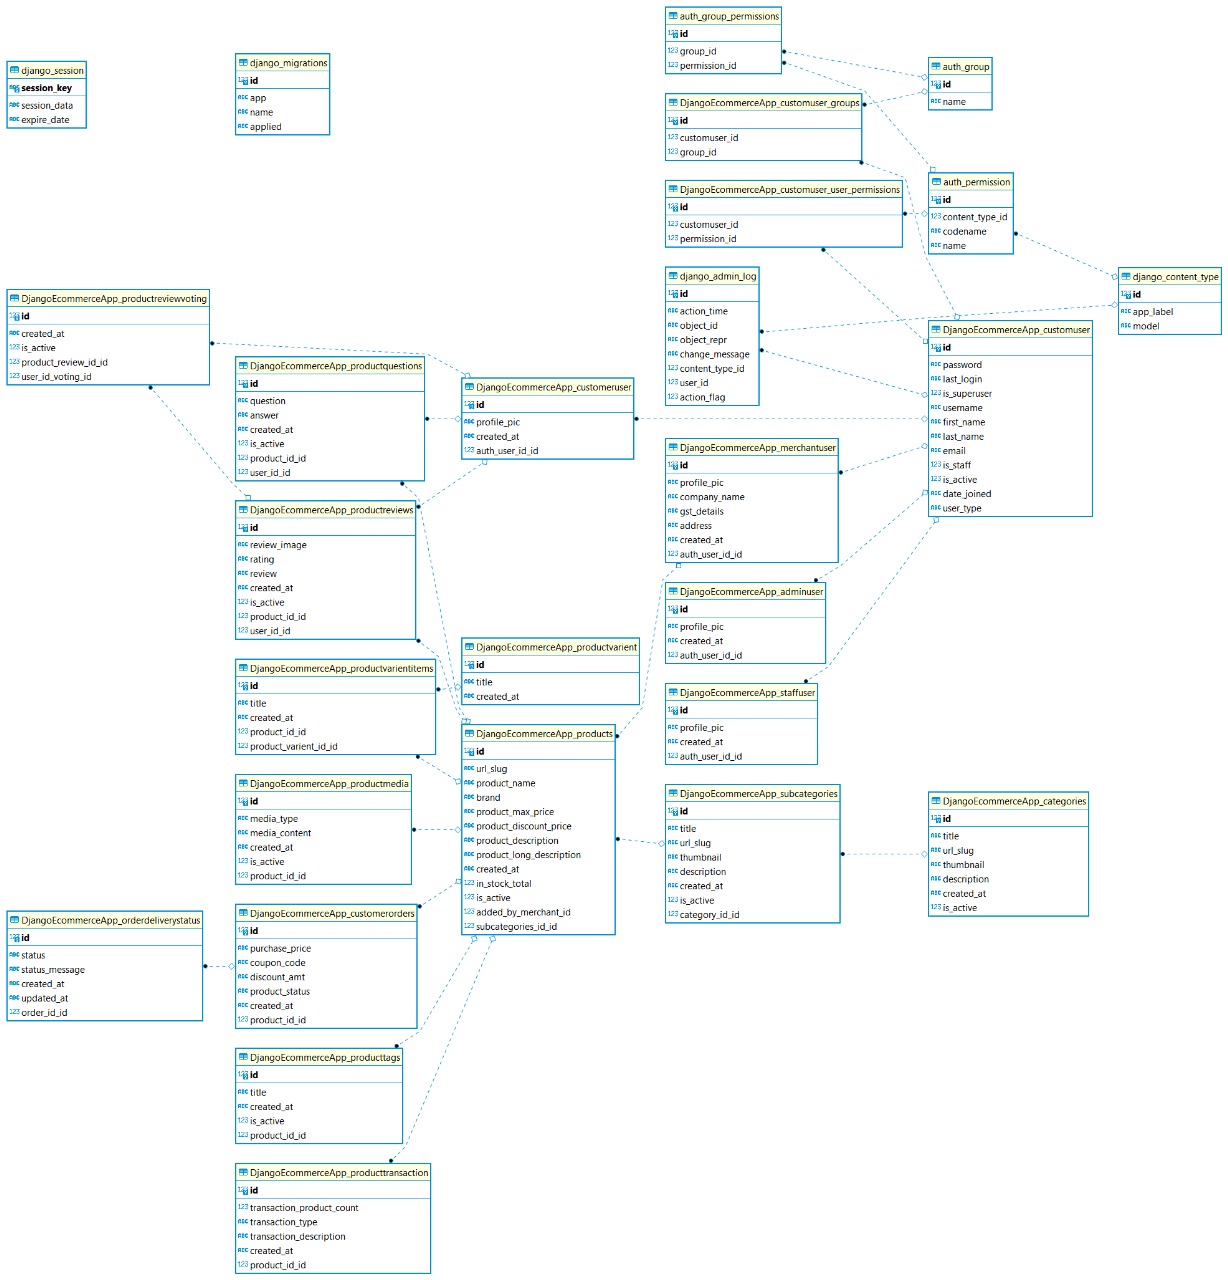 django_session
session_key
session_data
expire_date
django_migrations
id
app
name
applied
auth_group_permissions
id
group_id
permission_id
auth_group
id
name
DjangoEcommerceApp_customuser_groups
id
customuser_id
group_id
DjangoEcommerceApp_customuser_user_permissions
id
customuser_id
permission_id
auth_permission
id
content_type_id
codename
name
django_admin_log
id
action_time
object_id
object_repr
change_message
content_type_id
user_id
action_flag
django_content_type
id
app_label
model
DjangoEcommerceApp_productreviewvoting
id
created_at
is_active
product_review_id_id
user_id_voting_id
DjangoEcommerceApp_productquestions
id
question
answer
created_at
is_active
product_id_id
user_id_id
DjangoEcommerceApp_customeruser
id
profile_pic
created_at
auth_user_id_id
DjangoEcommerceApp_customuser
id
password
last_login
is_superuser
username
first_name
last_name
email
is_staff
is_active
date_joined
user_type
DjangoEcommerceApp_merchantuser
id
profile_pic
company_name
gst_details
address
created_at
auth_user_id_id
DjangoEcommerceApp_productreviews
id
review_image
rating
review
created_at
is_active
product_id_id
user_id_id
DjangoEcommerceApp_adminuser
id
profile_pic
created_at
auth_user_id_id
DjangoEcommerceApp_productvarient
id
title
created_at
DjangoEcommerceApp_productvarientitems
id
title
created_at
product_id_id
product_varient_id_id
DjangoEcommerceApp_staffuser
id
profile_pic
created_at
auth_user_id_id
DjangoEcommerceApp_products
id
url_slug
product_name
brand
product_max_price
product_discount_price
product_description
product_long_description
created_at
in_stock_total
is_active
added_by_merchant_id
subcategories_id_id
DjangoEcommerceApp_productmedia
id
media_type
media_content
created_at
is_active
product_id_id
DjangoEcommerceApp_subcategories
id
title
url_slug
thumbnail
description
created_at
is_active
category_id_id
DjangoEcommerceApp_categories
id
title
url_slug
thumbnail
description
created_at
is_active
DjangoEcommerceApp_orderdeliverystatus
id
status
status_message
created_at
updated_at
order_id_id
DjangoEcommerceApp_customerorders
id
purchase_price
coupon_code
discount_amt
product_status
created_at
product_id_id
DjangoEcommerceApp_producttags
id
title
created_at
is_active
product_id_id
DjangoEcommerceApp_producttransaction
id
transaction_product_count
transaction_type
transaction_description
created_at
product_id_id